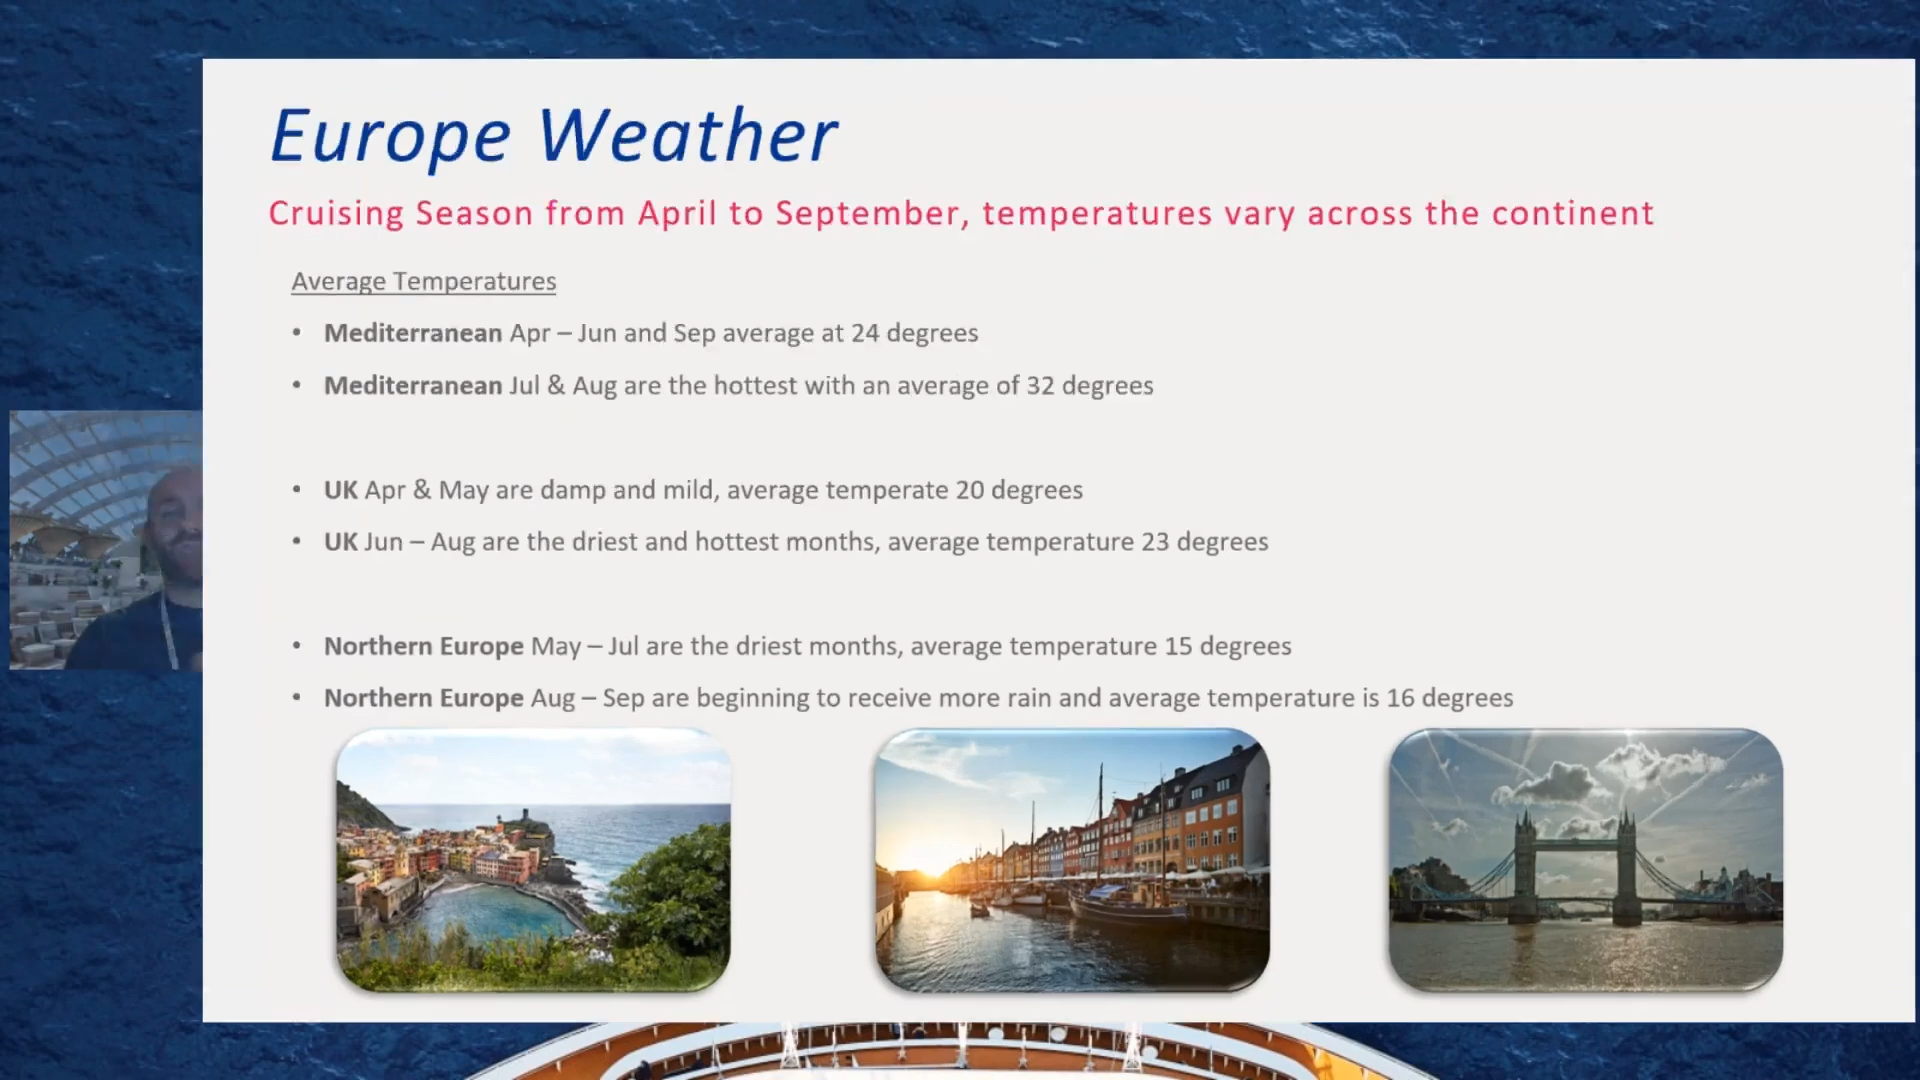 Europe Weather
Cruising Season from April to September, temperatures vary across the continent
Average Temperatures
• Mediterranean Apr – Jun and Sep average at 24 degrees
• Mediterranean Jul & Aug are the hottest with an average of 32 degrees
• UK Apr & May are damp and mild, average temperate 20 degrees
• UK Jun – Aug are the driest and hottest months, average temperature 23 degrees
• Northern Europe May – Jul are the driest months, average temperature 15 degrees
• Northern Europe Aug – Sep are beginning to receive more rain and average temperature is 16 degrees